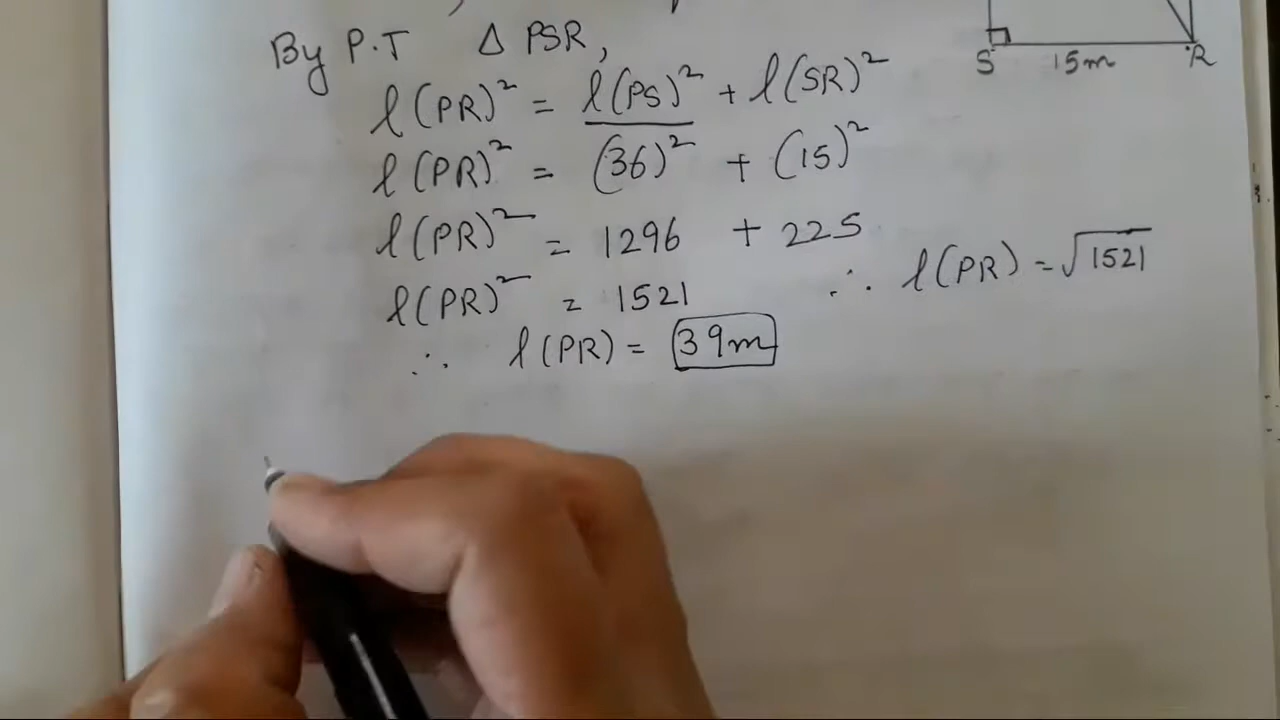 By P.T Δ PSR,
S 15m R
l(PR)² = l(PS)² + l(SR)²
l(PR)² = (36)² + (15)²
l(PR)² = 1296 + 225
l(PR)² = 1521 ∴ l(PR) = √1521
∴ l(PR) = 39m